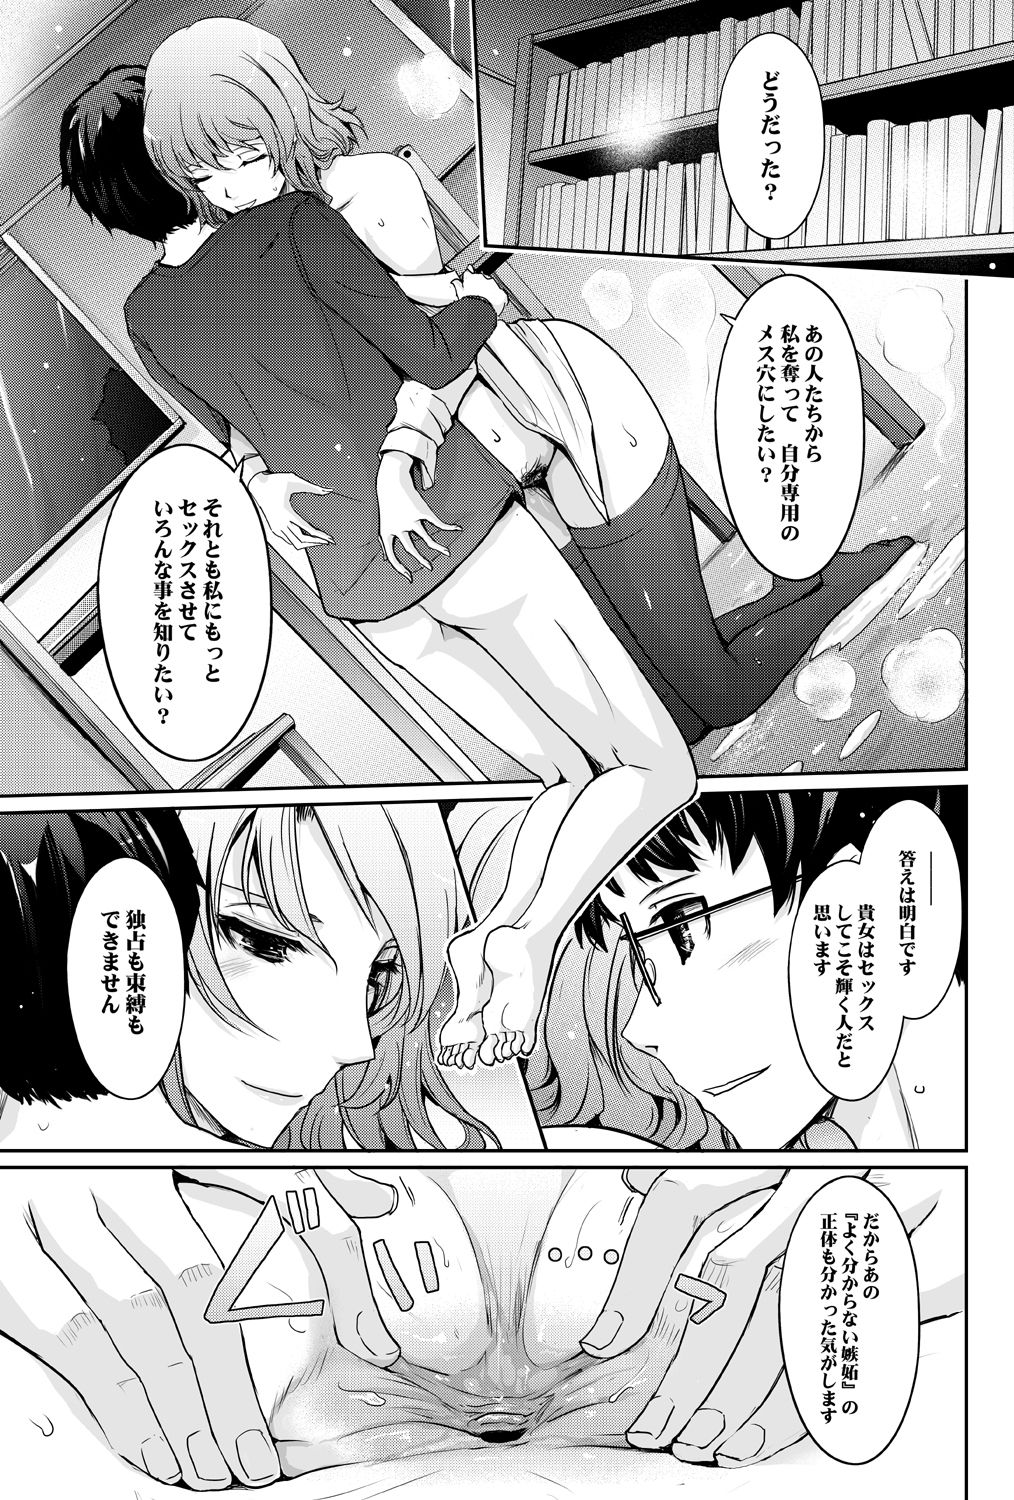 どうだった?
あの人たちから
私を奪って 自分専用の
メス穴にしたい?
それとも私にもっと
セックスさせて
いろんな事を知りたい?
──
答えは明白です
貴女はセックス
してこそ輝く人だと
思います
独占も束縛も
できません
だからあの
『よく分からない嫉妬』の
正体も分かった気がします